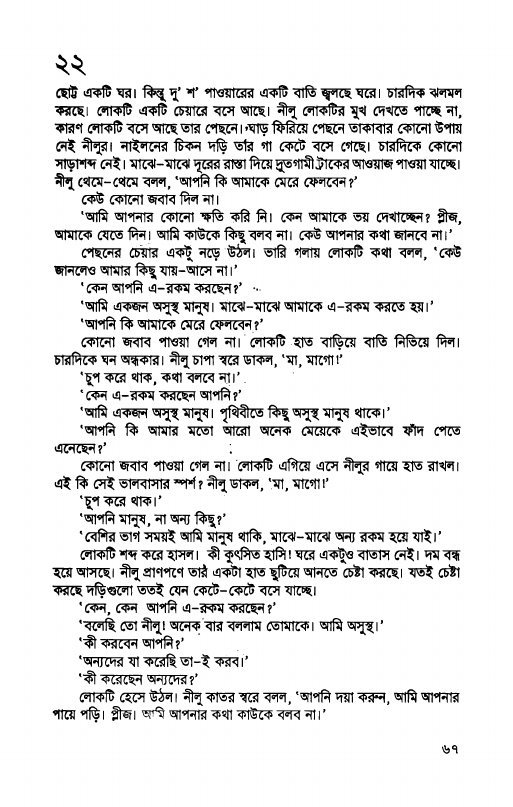 ২২
ছোট্ট একটি ঘর। কিন্তু দু' শ' পাওয়ারের একটি বাতি জ্বলছে ঘরে। চারদিক ঝলমল
করছে। লোকটি একটি চেয়ারে বসে আছে। নীলু লোকটির মুখ দেখতে পাচ্ছে না,
কারণ লোকটি বসে আছে তার পেছনে। ঘাড় ফিরিয়ে পেছনে তাকাবার কোনো উপায়
নেই নীলুর। নাইলনের চিকন দড়ি তার গা কেটে বসে গেছে। চারদিকে কোনো
সাড়াশব্দ নেই। মাঝে-মাঝে দূরের রাস্তা দিয়ে দ্রুতগামী ট্রাকের আওয়াজ পাওয়া যাচ্ছে।
নীলু থেমে-থেমে বলল, 'আপনি কি আমাকে মেরে ফেলবেন?'
কেউ কোনো জবাব দিল না।
'আমি আপনার কোনো ক্ষতি করি নি। কেন আমাকে ভয় দেখাচ্ছেন? প্লীজ,
আমাকে যেতে দিন। আমি কাউকে কিছু বলব না। কেউ আপনার কথা জানবে না।'
পেছনের চেয়ার একটু নড়ে উঠল। ভারি গলায় লোকটি কথা বলল, 'কেউ
জানলেও আমার কিছু যায়-আসে না।'
'কেন আপনি এ-রকম করছেন?'
'আমি একজন অসুস্থ মানুষ। মাঝে-মাঝে আমাকে এ-রকম করতে হয়।'
'আপনি কি আমাকে মেরে ফেলবেন?'
কোনো জবাব পাওয়া গেল না। লোকটি হাত বাড়িয়ে বাতি নিভিয়ে দিল।
চারদিকে ঘন অন্ধকার। নীলু চাপা স্বরে ডাকল, 'মা, মাগো!'
'চুপ করে থাক, কথা বলবে না।'
'কেন এ-রকম করছেন আপনি?'
'আমি একজন অসুস্থ মানুষ। পৃথিবীতে কিছু অসুস্থ মানুষ থাকে।'
'আপনি কি আমার মতো আরো অনেক মেয়েকে এইভাবে ফাঁদ পেতে
এনেছেন?'
কোনো জবাব পাওয়া গেল না। লোকটি এগিয়ে এসে নীলুর গায়ে হাত রাখল।
এই কি সেই ভালবাসার স্পর্শ? নীলু ডাকল, 'মা, মাগো!'
'চুপ করে থাক।'
'আপনি মানুষ, না অন্য কিছু?'
'বেশির ভাগ সময়ই আমি মানুষ থাকি, মাঝে-মাঝে অন্য রকম হয়ে যাই।'
লোকটি শব্দ করে হাসল। কী কুৎসিত হাসি! ঘরে একটুও বাতাস নেই। দম বন্ধ
হয়ে আসছে। নীলু প্রাণপণে তার একটা হাত ছুটিয়ে আনতে চেষ্টা করছে। যতই চেষ্টা
করছে দড়িগুলো ততই যেন কেটে-কেটে বসে যাচ্ছে।
'কেন, কেন আপনি এ-রকম করছেন?'
'বলেছি তো নীলু! অনেক বার বললাম তোমাকে। আমি অসুস্থ।'
'কী করবেন আপনি?'
'অন্যদের যা করেছি তা-ই করব।'
'কী করেছেন অন্যদের?'
লোকটি হেসে উঠল। নীলু কাতর স্বরে বলল, 'আপনি দয়া করুন, আমি আপনার
পায়ে পড়ি। প্লীজ। আমি আপনার কথা কাউকে বলব না।'
৬৭